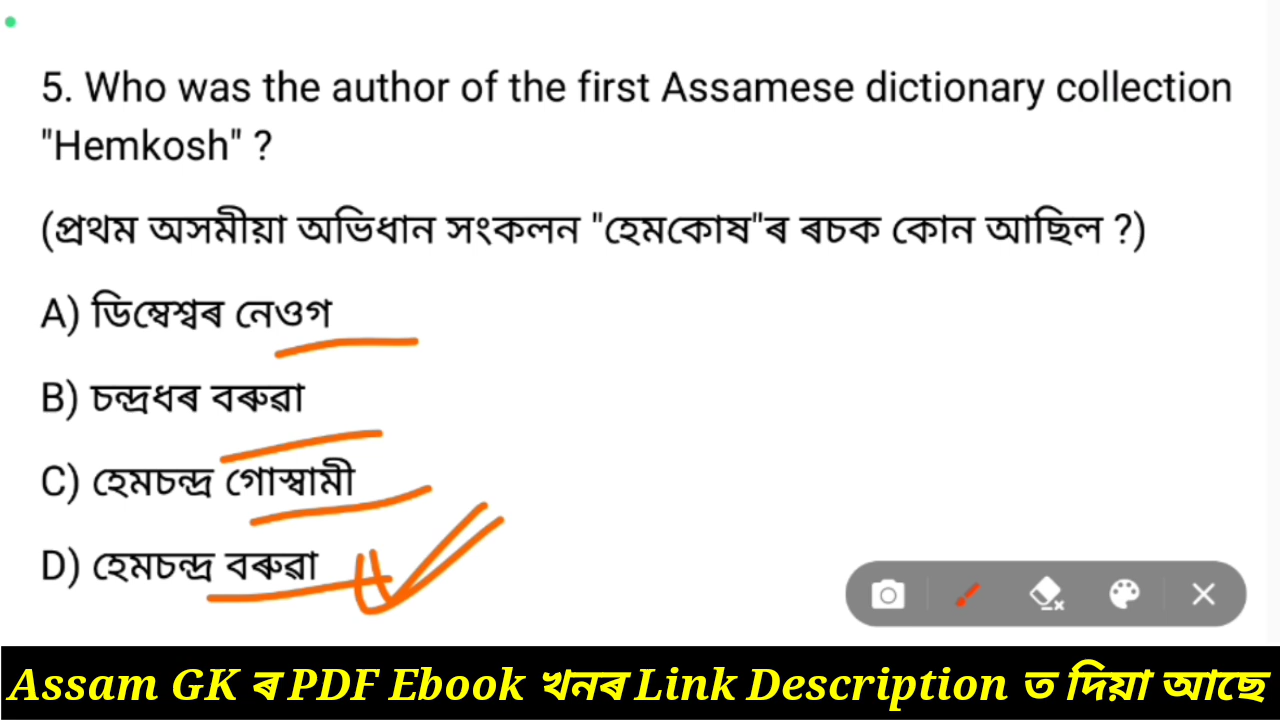 5. Who was the author of the first Assamese dictionary collection
"Hemkosh" ?
(প্ৰথম অসমীয়া অভিধান সংকলন "হেমকোষ"ৰ ৰচক কোন আছিল ?)
A) ডিম্বেশ্বৰ নেওগ
B) চন্দ্ৰধৰ বৰুৱা
C) হেমচন্দ্ৰ গোস্বামী
D) হেমচন্দ্ৰ বৰুৱা
Assam GK ৰ PDF Ebook খনৰ Link Description ত দিয়া আছে